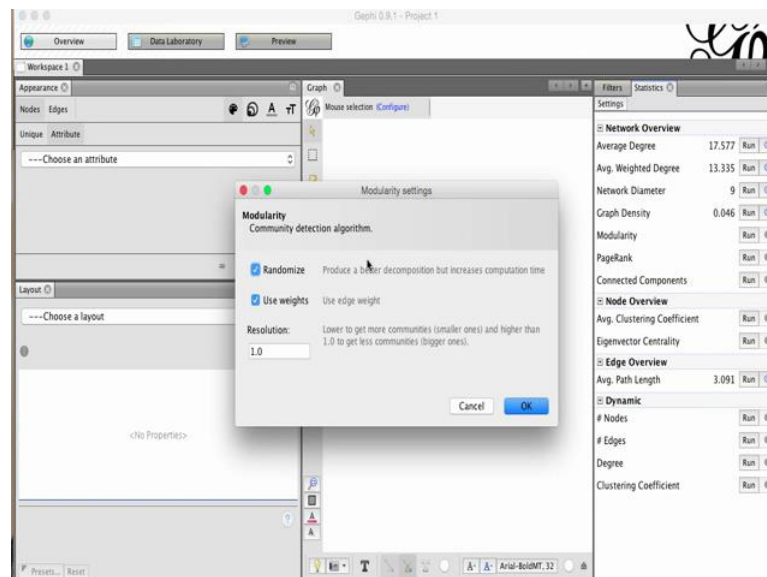 Gephi 0.9.1 - Project 1
Overview
Data Laboratory
Preview
Workspace 1
Appearance
Nodes Edges
Unique Attribute
---Choose an attribute
Layout
---Choose a layout
<No Properties>
Presets... Reset
Graph
Mouse selection (Configure)
Modularity settings
Modularity
Community detection algorithm.
Randomize Produce a better decomposition but increases computation time
Use weights Use edge weight
Resolution: Lower to get more communities (smaller ones) and higher than
1.0 to get less communities (bigger ones).
1.0
Cancel OK
T A- A- Arial-BoldMT, 32
Filters Statistics
Settings
Network Overview
Average Degree 17.577 Run
Avg. Weighted Degree 13.335 Run
Network Diameter 9 Run
Graph Density 0.046 Run
Modularity Run
PageRank Run
Connected Components Run
Node Overview
Avg. Clustering Coefficient Run
Eigenvector Centrality Run
Edge Overview
Avg. Path Length 3.091 Run
Dynamic
# Nodes Run
# Edges Run
Degree Run
Clustering Coefficient Run